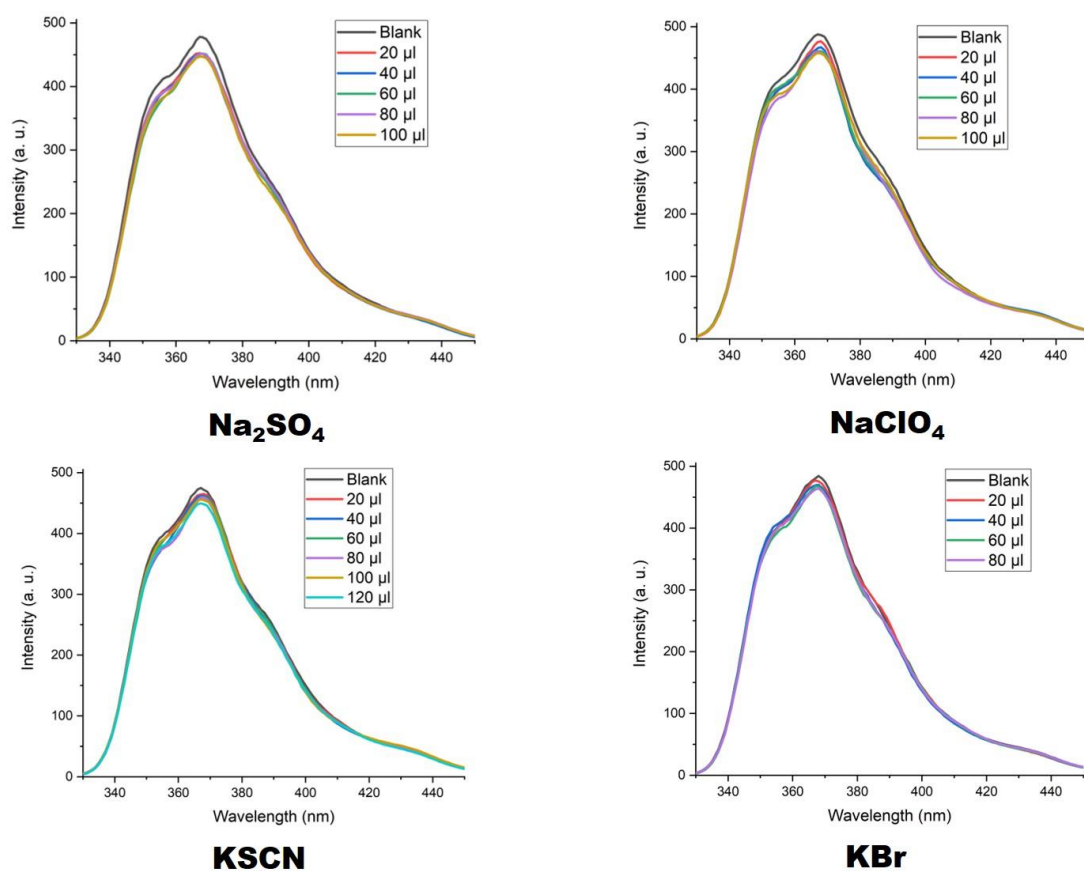 500
400
300
200
100
0
Intensity (a. u.)
Blank
20 µl
40 µl
60 µl
80 µl
100 µl
340 360 380 400 420 440
Wavelength (nm)
Na₂SO₄
500
400
300
200
100
0
Intensity (a. u.)
Blank
20 µl
40 µl
60 µl
80 µl
100 µl
340 360 380 400 420 440
Wavelength (nm)
NaClO₄
500
400
300
200
100
0
Intensity (a. u.)
Blank
20 µl
40 µl
60 µl
80 µl
100 µl
120 µl
340 360 380 400 420 440
Wavelength (nm)
KSCN
500
400
300
200
100
0
Intensity (a. u.)
Blank
20 µl
40 µl
60 µl
80 µl
340 360 380 400 420 440
Wavelength (nm)
KBr